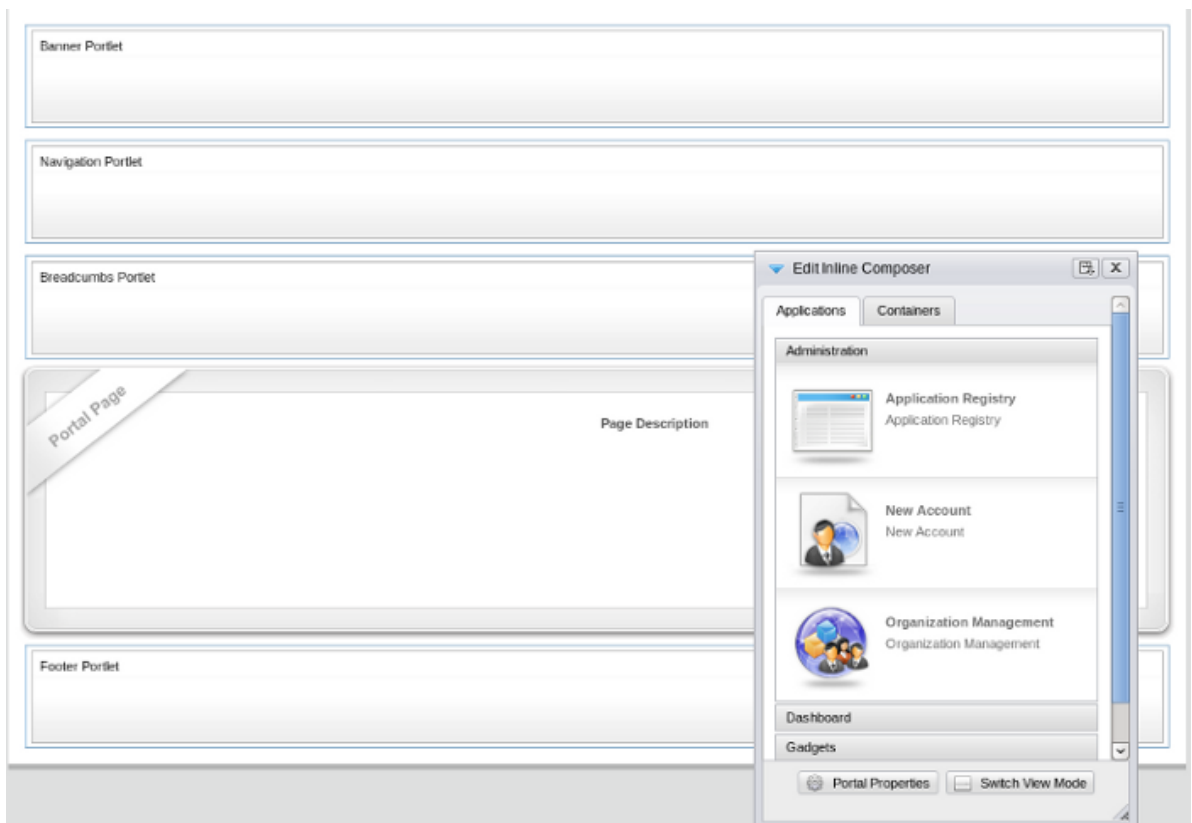 Banner Portlet
Navigation Portlet
Breadcumbs Portlet
Portal Page
Page Description
Footer Portlet
Edit Inline Composer
Applications
Containers
Administration
Application Registry
Application Registry
New Account
New Account
Organization Management
Organization Management
Dashboard
Gadgets
Portal Properties
Switch View Mode